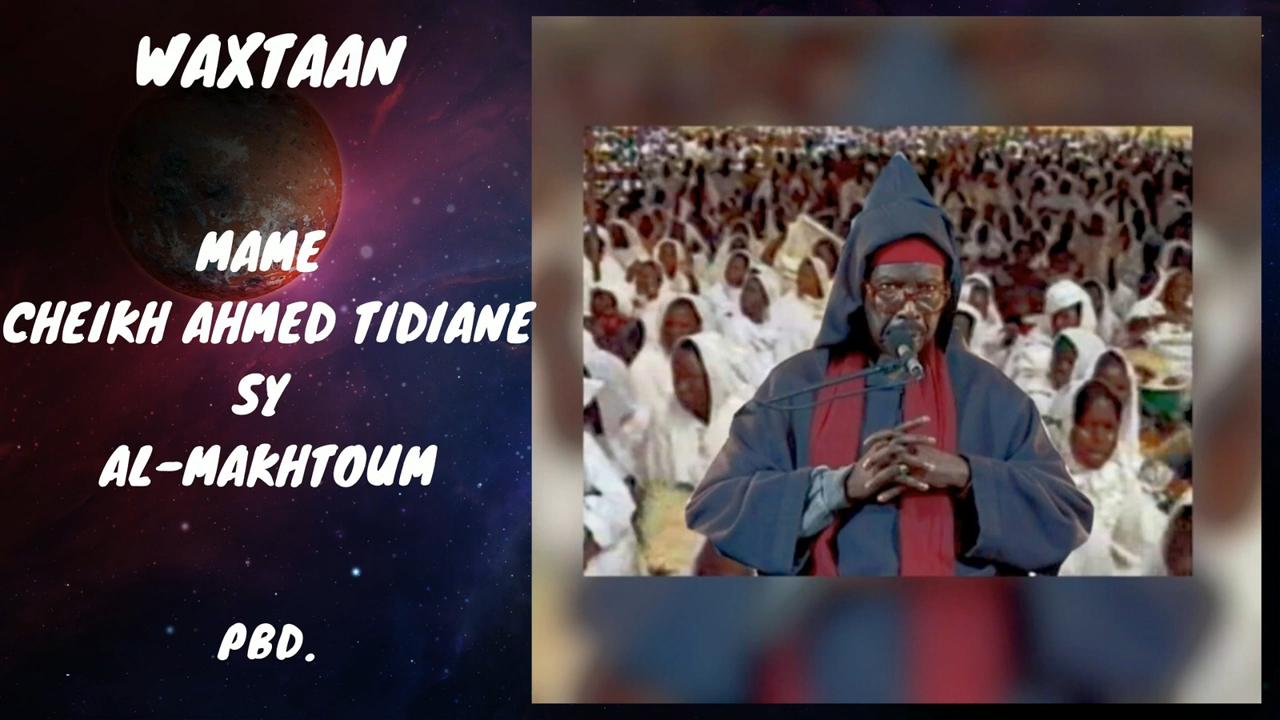 WAXTAAN
MAME
CHEIKH AHMED TIDIANE
SY
AL-MAKHTOUM
PBD.